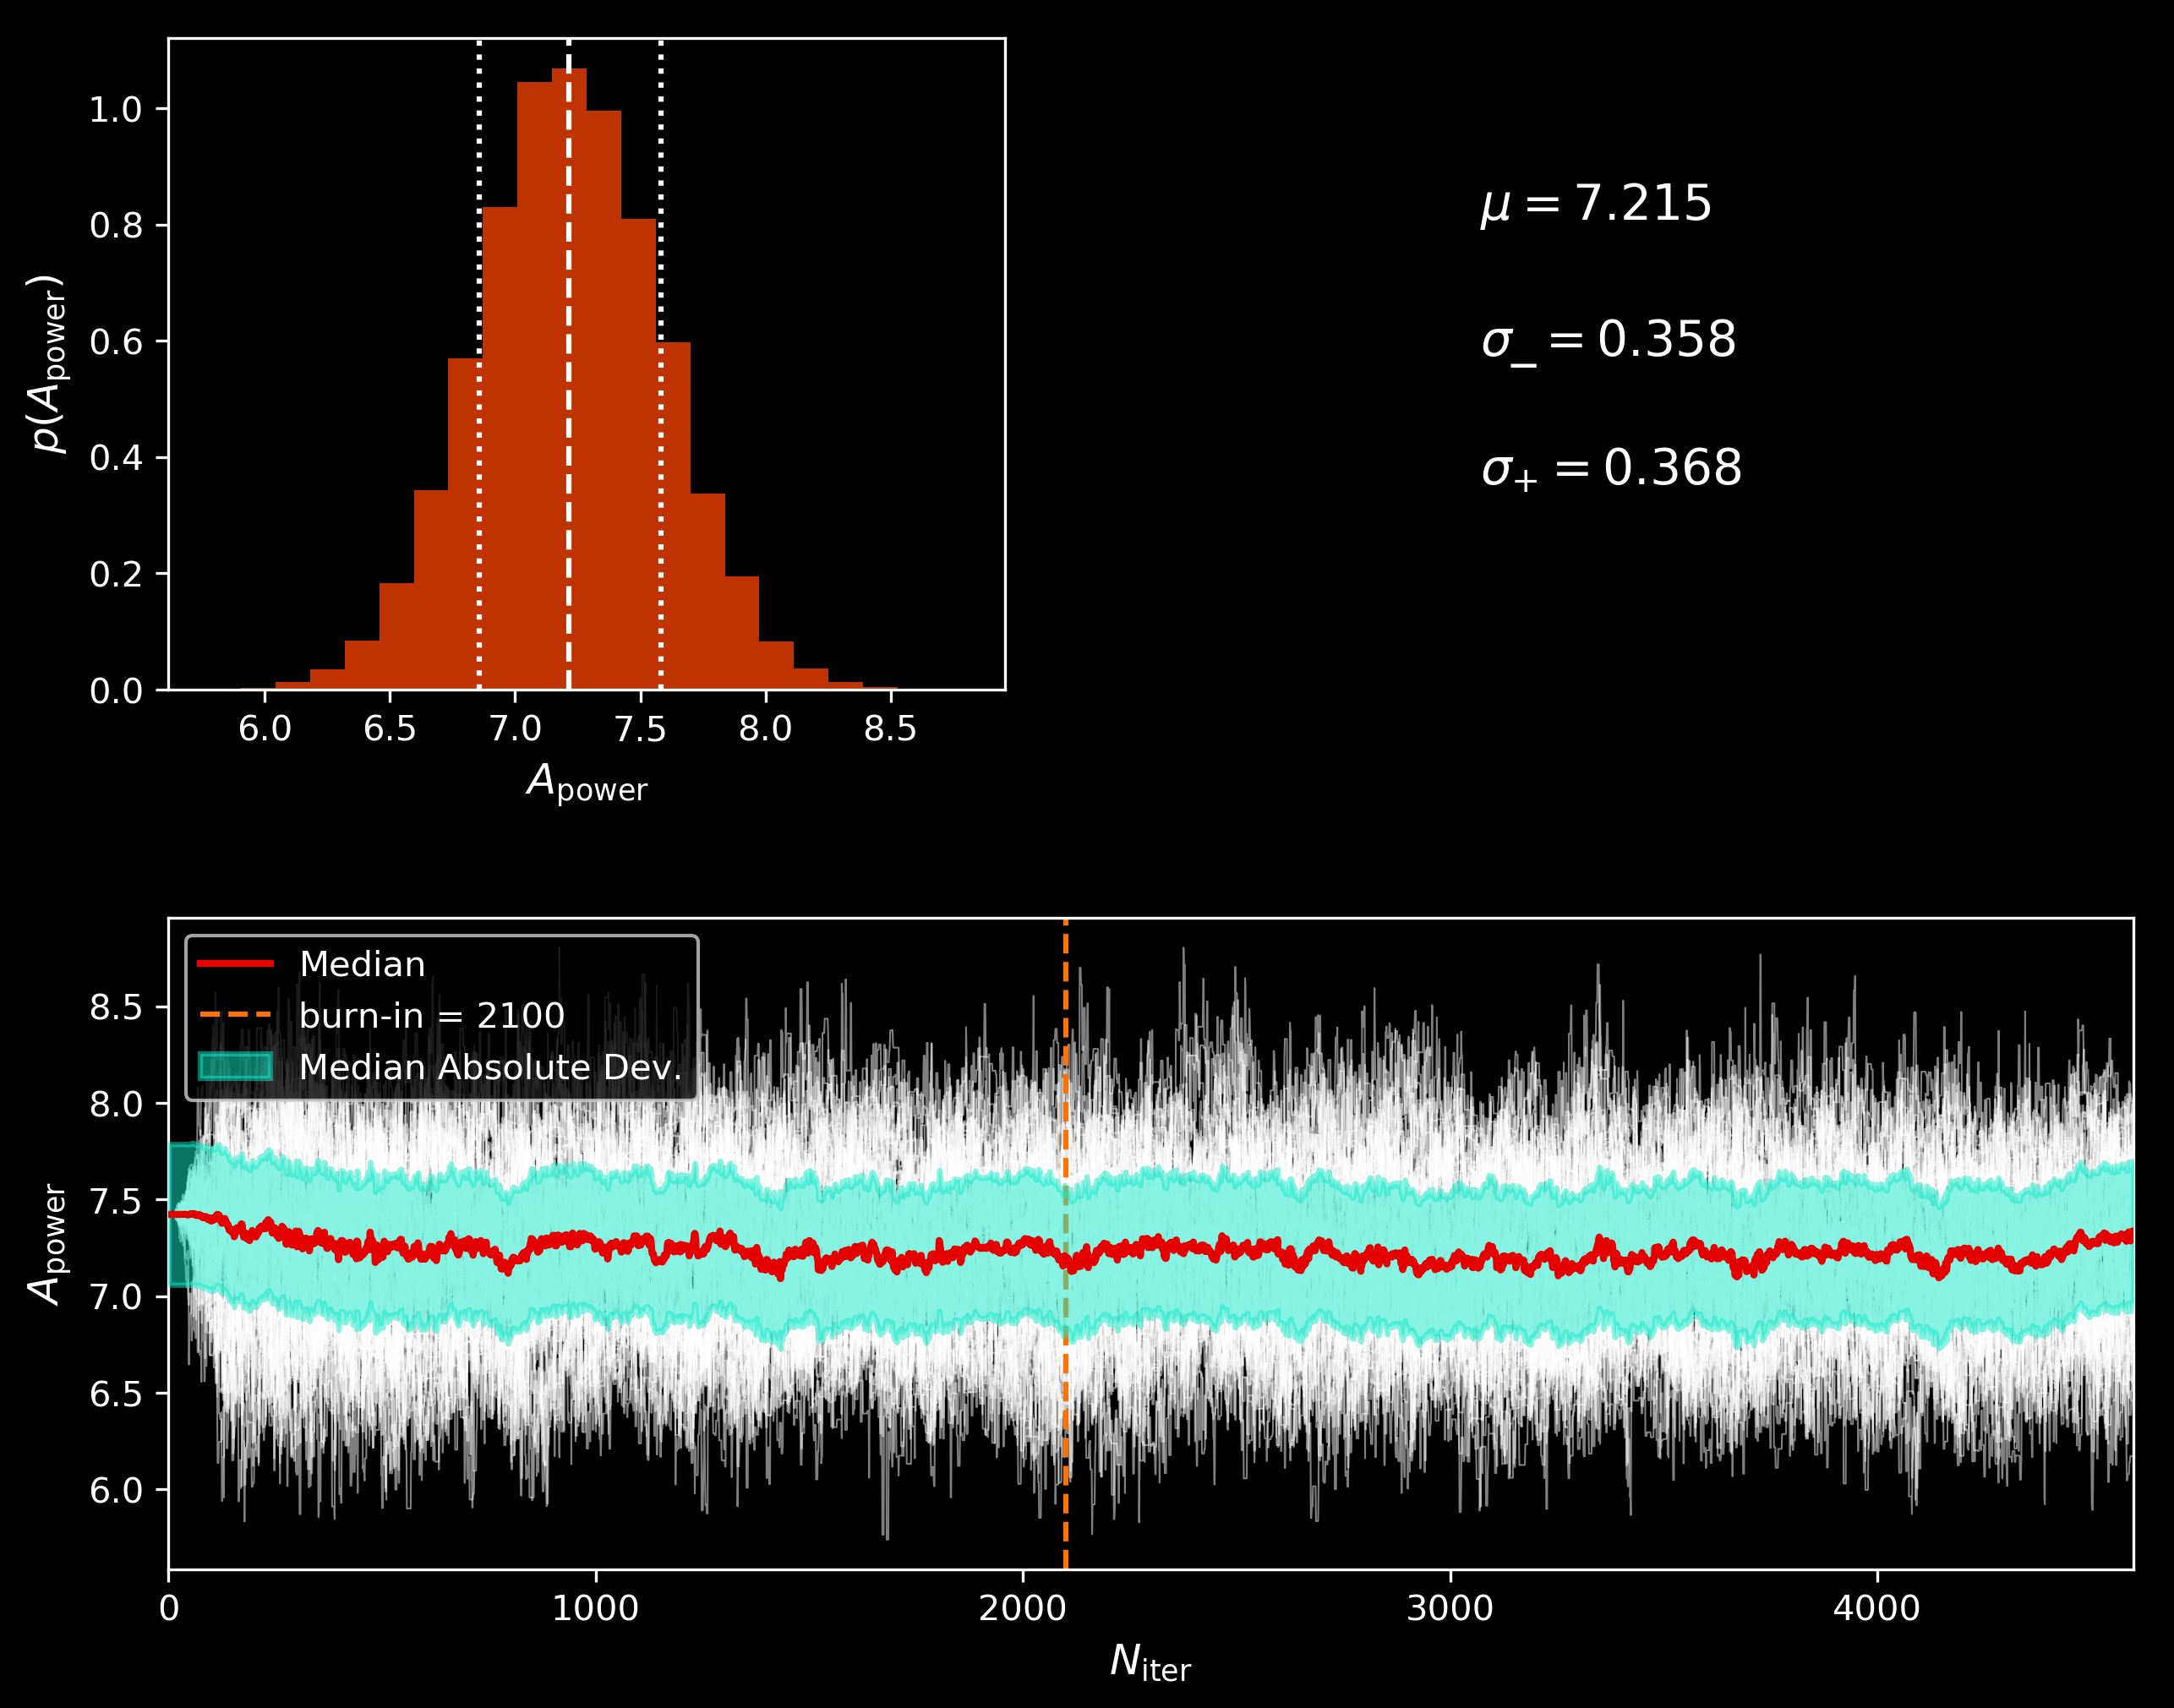 1.0
0.8
0.6
0.4
0.2
0.0
p(A_power)
6.0 6.5 7.0 7.5 8.0 8.5
A_power
μ = 7.215
σ_− = 0.358
σ_+ = 0.368
Median
burn-in = 2100
Median Absolute Dev.
8.5
8.0
7.5
7.0
6.5
6.0
A_power
0 1000 2000 3000 4000
N_iter